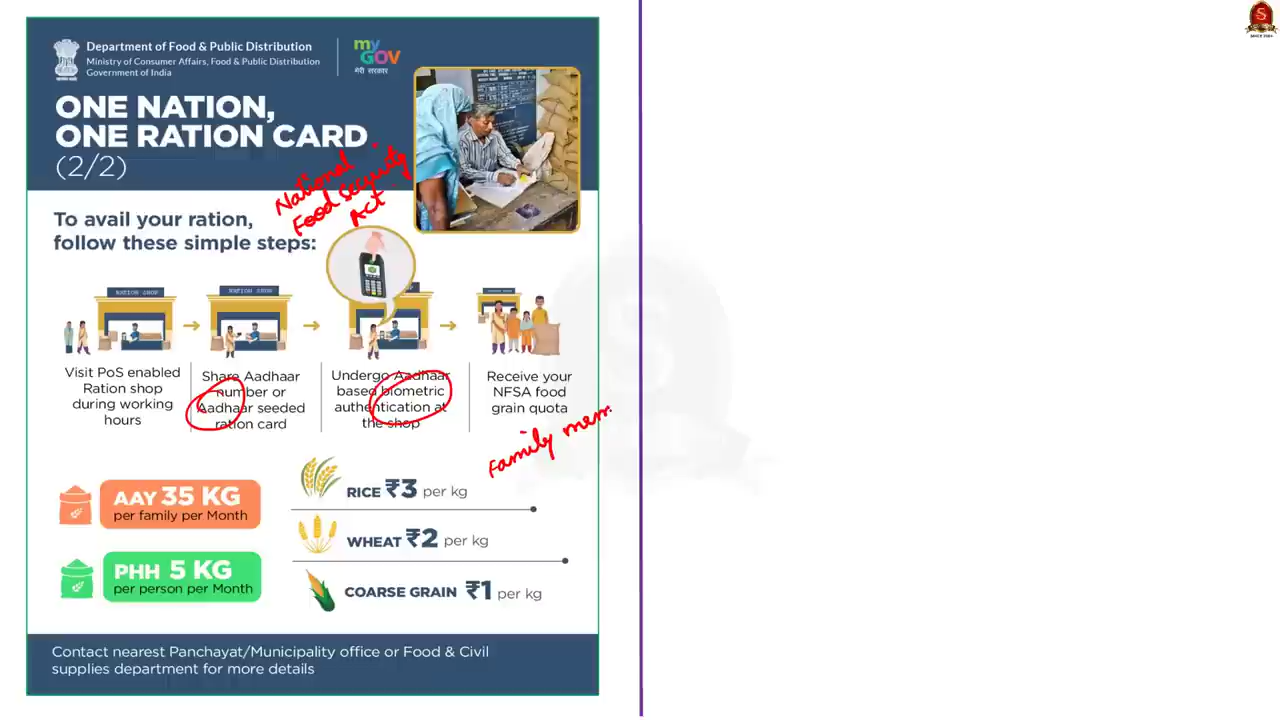 Department of Food & Public Distribution
Ministry of Consumer Affairs, Food & Public Distribution
Government of India
my
GOV
मेरी सरकार
ONE NATION,
ONE RATION CARD
(2/2)
National
Food Security
Act
To avail your ration,
follow these simple steps:
RATION SHOP
RATION SHOP
RATION SHOP
Visit PoS enabled
Ration shop
during working
hours
Share Aadhaar
number or
Aadhaar seeded
ration card
Undergo Aadhaar
based biometric
authentication at
the shop
Receive your
NFSA food
grain quota
Family mem
AAY 35 KG
per family per Month
PHH 5 KG
per person per Month
RICE ₹3 per kg
WHEAT ₹2 per kg
COARSE GRAIN ₹1 per kg
Contact nearest Panchayat/Municipality office or Food & Civil
supplies department for more details
S